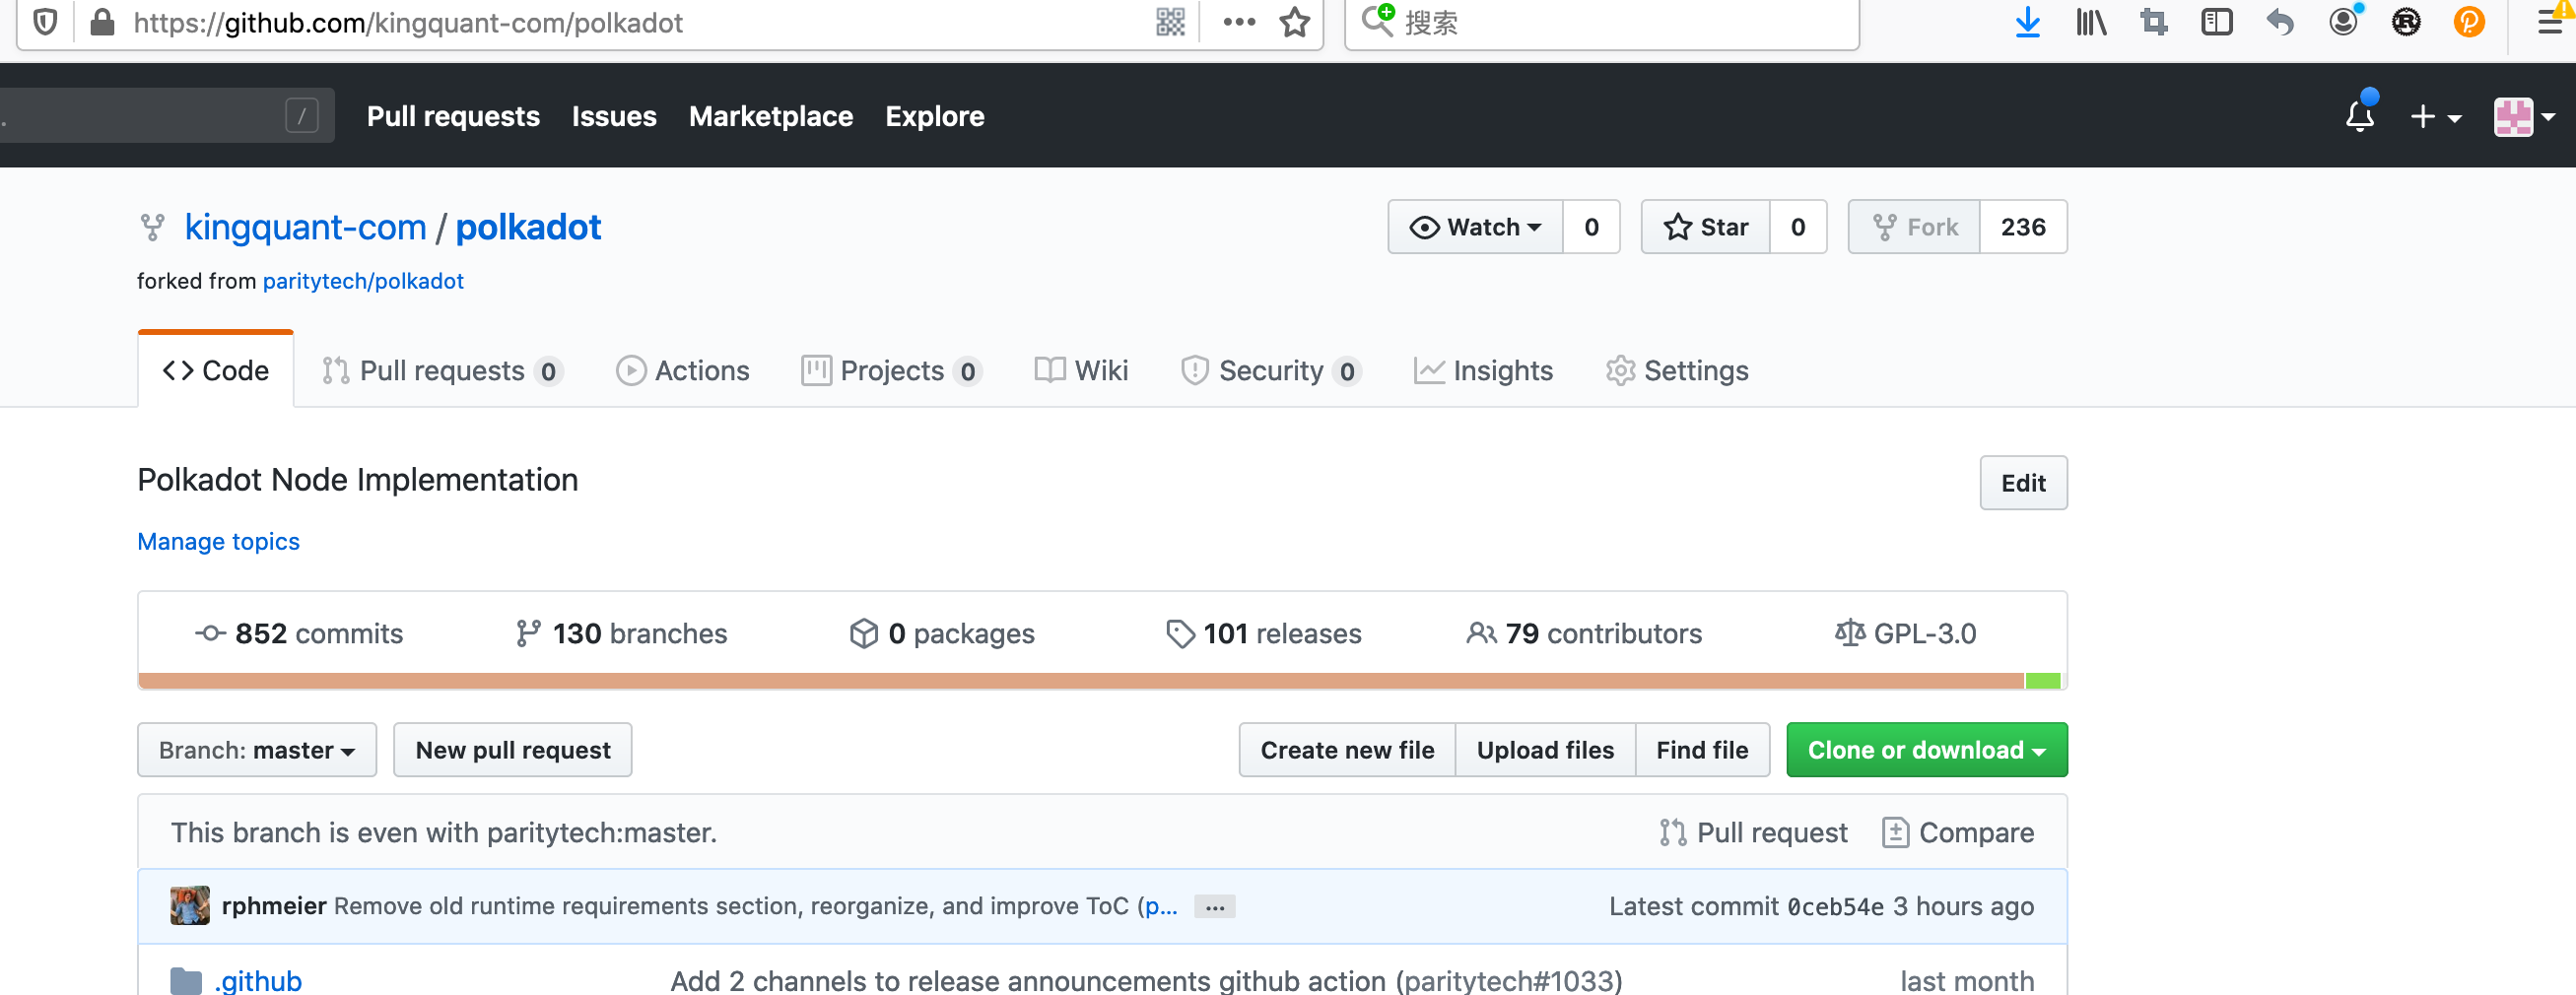 https://github.com/kingquant-com/polkadot ••• 搜索
/ Pull requests Issues Marketplace Explore
kingquant-com / polkadot Watch 0 Star 0 Fork 236
forked from paritytech/polkadot
Code Pull requests 0 Actions Projects 0 Wiki Security 0 Insights Settings
Polkadot Node Implementation Edit
Manage topics
852 commits 130 branches 0 packages 101 releases 79 contributors GPL-3.0
Branch: master New pull request Create new file Upload files Find file Clone or download
This branch is even with paritytech:master. Pull request Compare
rphmeier Remove old runtime requirements section, reorganize, and improve ToC (p... ... Latest commit 0ceb54e 3 hours ago
.github Add 2 channels to release announcements github action (paritytech#1033) last month